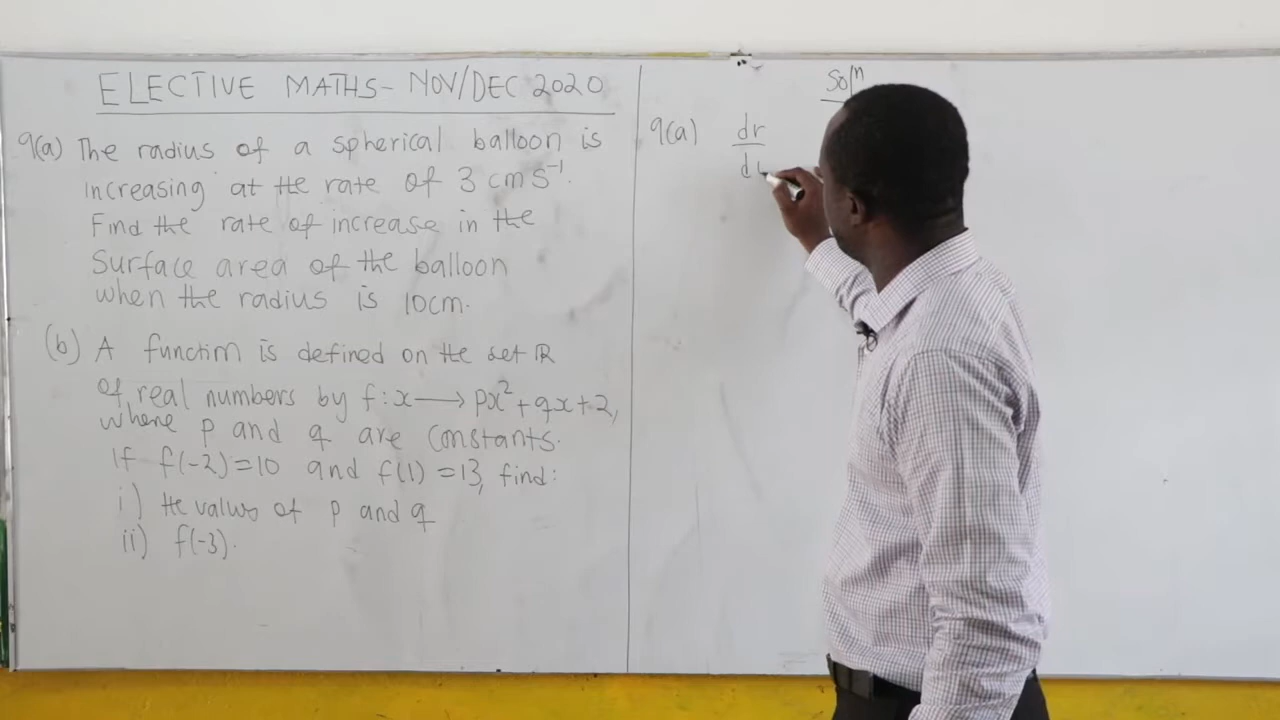 ELECTIVE MATHS- NOV/DEC 2020
9(a) The radius of a spherical balloon is
increasing at the rate of 3 cm s⁻¹.
Find the rate of increase in the
surface area of the balloon
when the radius is 10cm.
(b) A function is defined on the set ℝ
of real numbers by f:x⟶px²+qx+2,
where p and q are constants.
If f(-2)=10 and f(1)=13, find:
i) the values of p and q
ii) f(-3).
Soln
9(a) dr
d